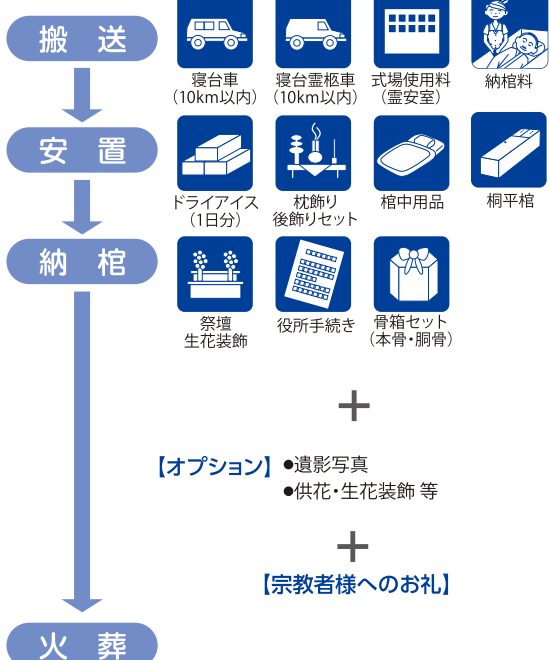 搬送
寝台車
（10km以内）
寝台霊柩車
（10km以内）
式場使用料
（霊安室）
納棺料
安置
ドライアイス
（1日分）
枕飾り
後飾りセット
棺中用品
桐平棺
納棺
祭壇
生花装飾
役所手続き
骨箱セット
（本骨・胴骨）
＋
【オプション】
●遺影写真
●供花・生花装飾 等
＋
【宗教者様へのお礼】
火葬